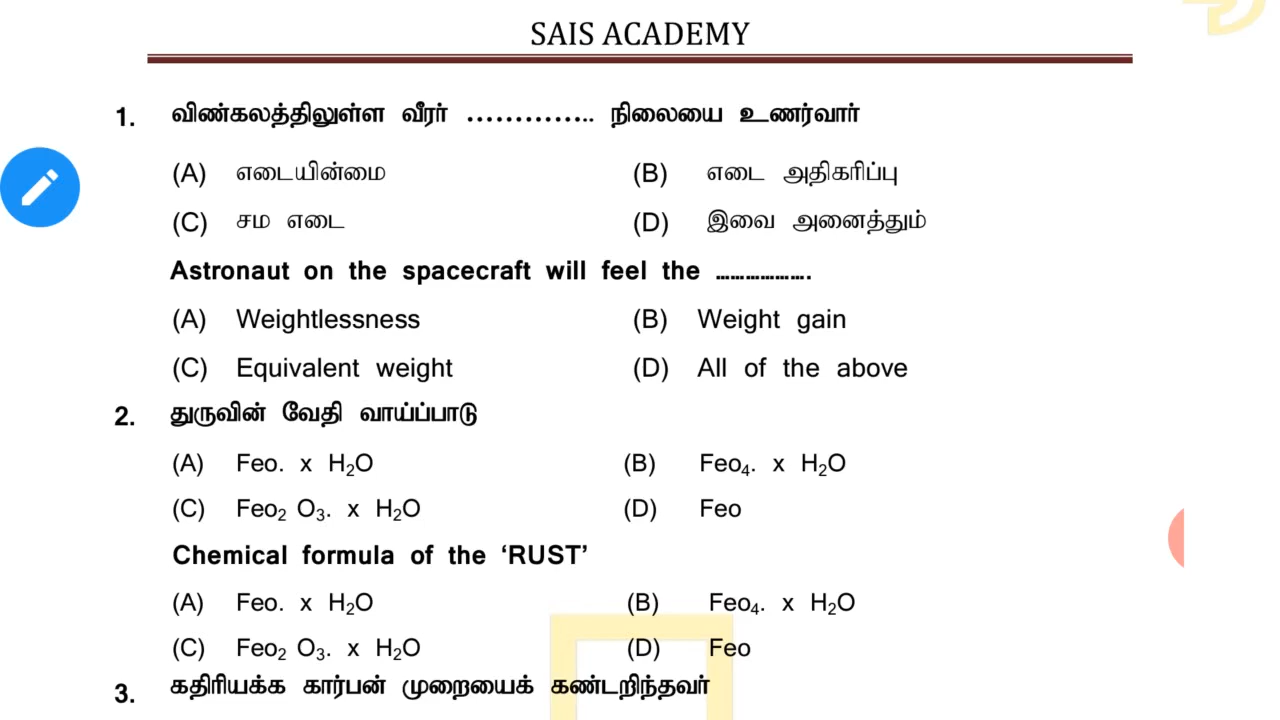 SAIS ACADEMY
1. விண்கலத்திலுள்ள வீரர் ………….. நிலையை உணர்வார்
(A) எடையின்மை (B) எடை அதிகரிப்பு
(C) சம எடை (D) இவை அனைத்தும்
Astronaut on the spacecraft will feel the ……………….
(A) Weightlessness (B) Weight gain
(C) Equivalent weight (D) All of the above
2. துருவின் வேதி வாய்ப்பாடு
(A) Feo. x H₂O (B) Feo₄. x H₂O
(C) Feo₂ O₃. x H₂O (D) Feo
Chemical formula of the ‘RUST’
(A) Feo. x H₂O (B) Feo₄. x H₂O
(C) Feo₂ O₃. x H₂O (D) Feo
3. கதிரியக்க கார்பன் முறையைக் கண்டறிந்தவர்